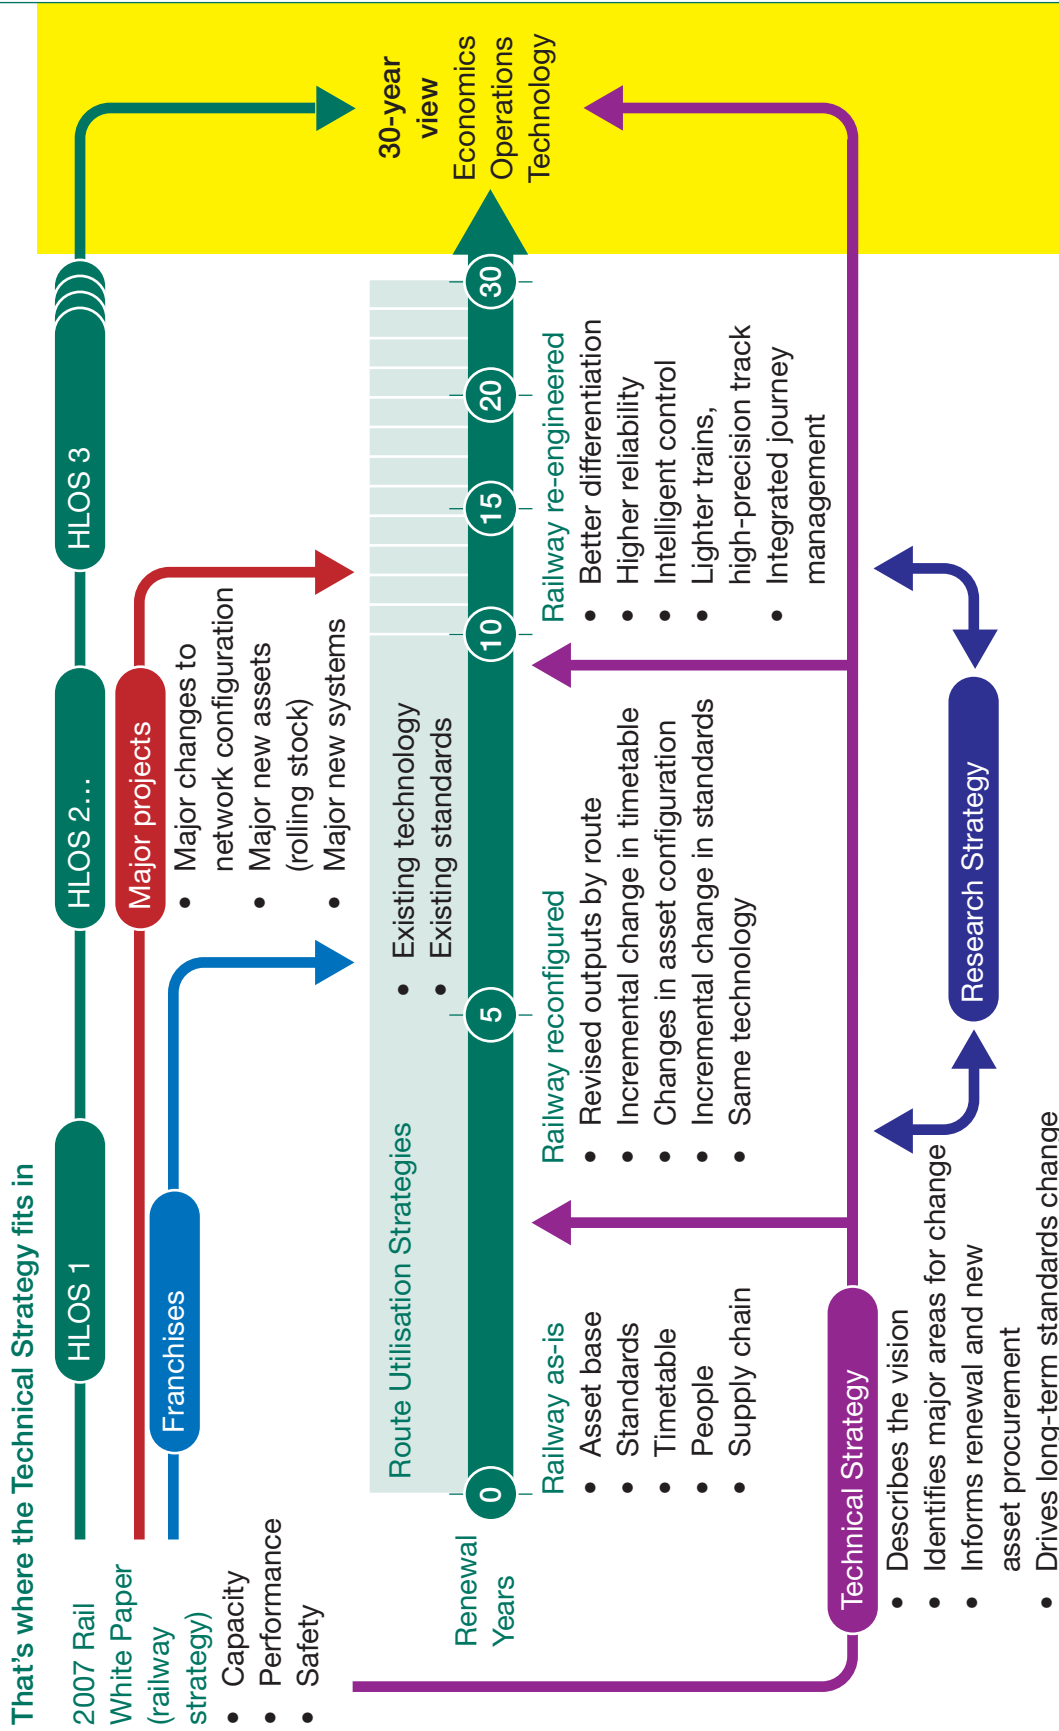 That's where the Technical Strategy fits in
2007 Rail
White Paper
(railway
strategy)
• Capacity
• Performance
• Safety
HLOS 1
HLOS 2…
HLOS 3
Major projects
• Major changes to
network configuration
• Major new assets
(rolling stock)
• Major new systems
Franchises
30-year
view
Economics
Operations
Technology
Route Utilisation Strategies
• Existing technology
• Existing standards
Renewal
Years
0
5
10
15
20
30
Railway as-is
• Asset base
• Standards
• Timetable
• People
• Supply chain
Railway reconfigured
• Revised outputs by route
• Incremental change in timetable
• Changes in asset configuration
• Incremental change in standards
• Same technology
Railway re-engineered
• Better differentiation
• Higher reliability
• Intelligent control
• Lighter trains,
high-precision track
• Integrated journey
management
Technical Strategy
• Describes the vision
• Identifies major areas for change
• Informs renewal and new
asset procurement
• Drives long-term standards change
Research Strategy